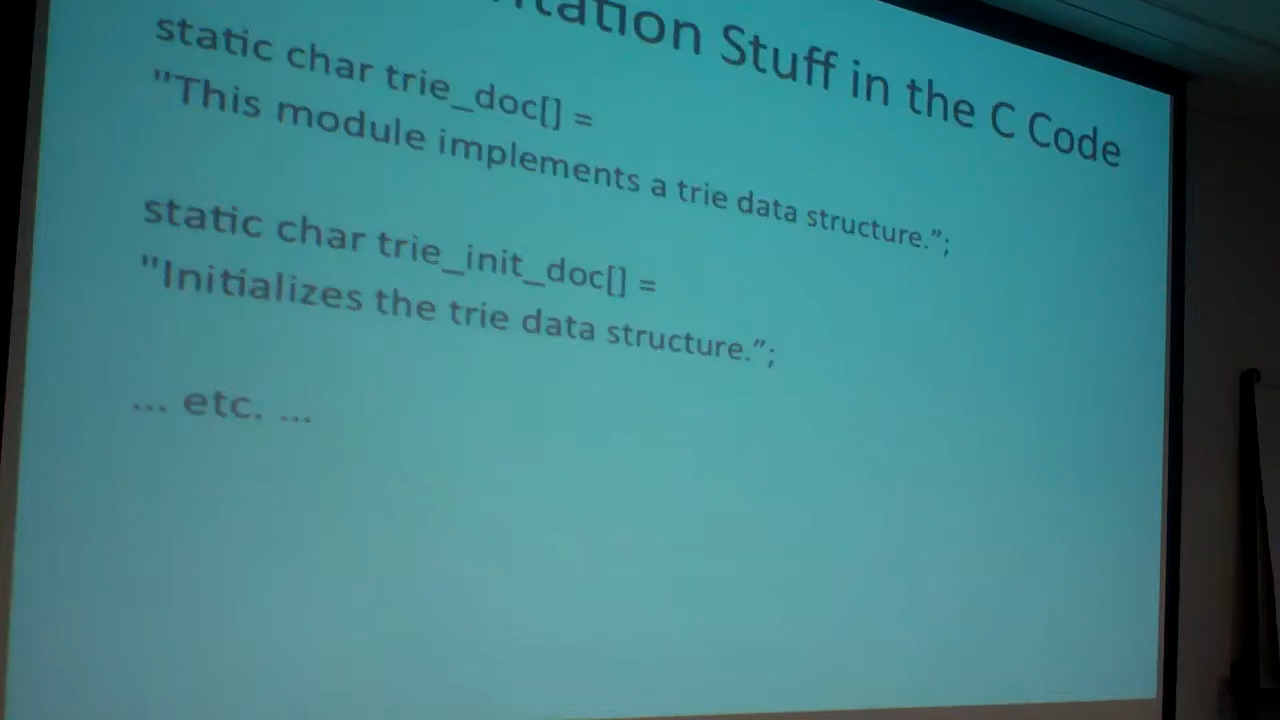 Stuff in the C Code
static char trie_doc[] =
"This module implements a trie data structure.”;
static char trie_init_doc[] =
"Initializes the trie data structure.”;
... etc. ...